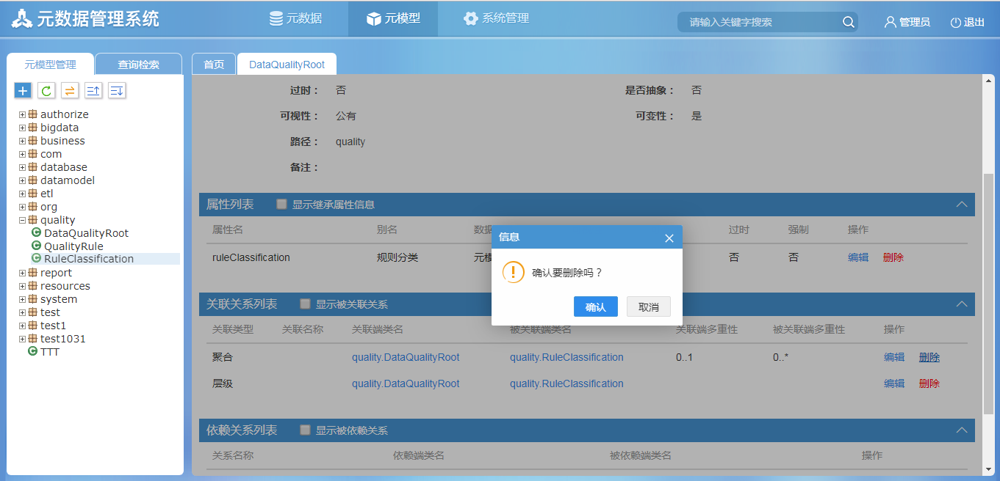 元数据管理系统
元数据
元模型
系统管理
请输入关键字搜索
管理员
退出
元模型管理
查询检索
首页
DataQualityRoot
authorize
bigdata
business
com
database
datamodel
etl
org
quality
DataQualityRoot
QualityRule
RuleClassification
report
resources
system
test
test1
test1031
TTT
过时： 否 是否抽象： 否
可视性： 公有 可变性： 是
路径： quality
备注：
属性列表 显示继承属性信息
属性名 别名 过时 强制 操作
ruleClassification 规则分类 否 否 编辑 删除
信息
确认要删除吗？
确认 取消
关联关系列表 显示被关联关系
关联类型 关联名称 关联端类名 被关联端类名 关联端多重性 被关联端多重性 操作
聚合 quality.DataQualityRoot quality.RuleClassification 0..1 0..* 编辑 删除
层级 quality.DataQualityRoot quality.RuleClassification 编辑 删除
依赖关系列表 显示被依赖关系
关系名称 依赖端类名 被依赖端类名 操作